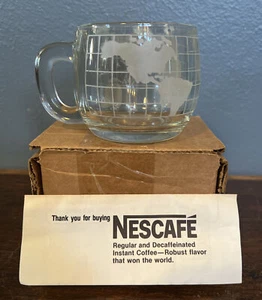 Thank you for buying
NESCAFÉ
Regular and Decaffeinated
Instant Coffee—Robust flavor
that won the world.